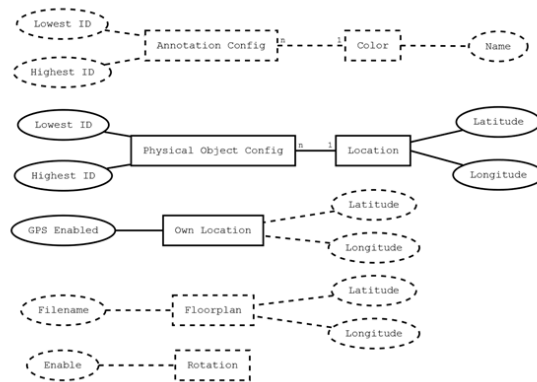 Lowest ID
Highest ID
Annotation Config
n
1
Color
Name
Lowest ID
Highest ID
Physical Object Config
n
1
Location
Latitude
Longitude
GPS Enabled
Own Location
Latitude
Longitude
Filename
Floorplan
Latitude
Longitude
Enable
Rotation